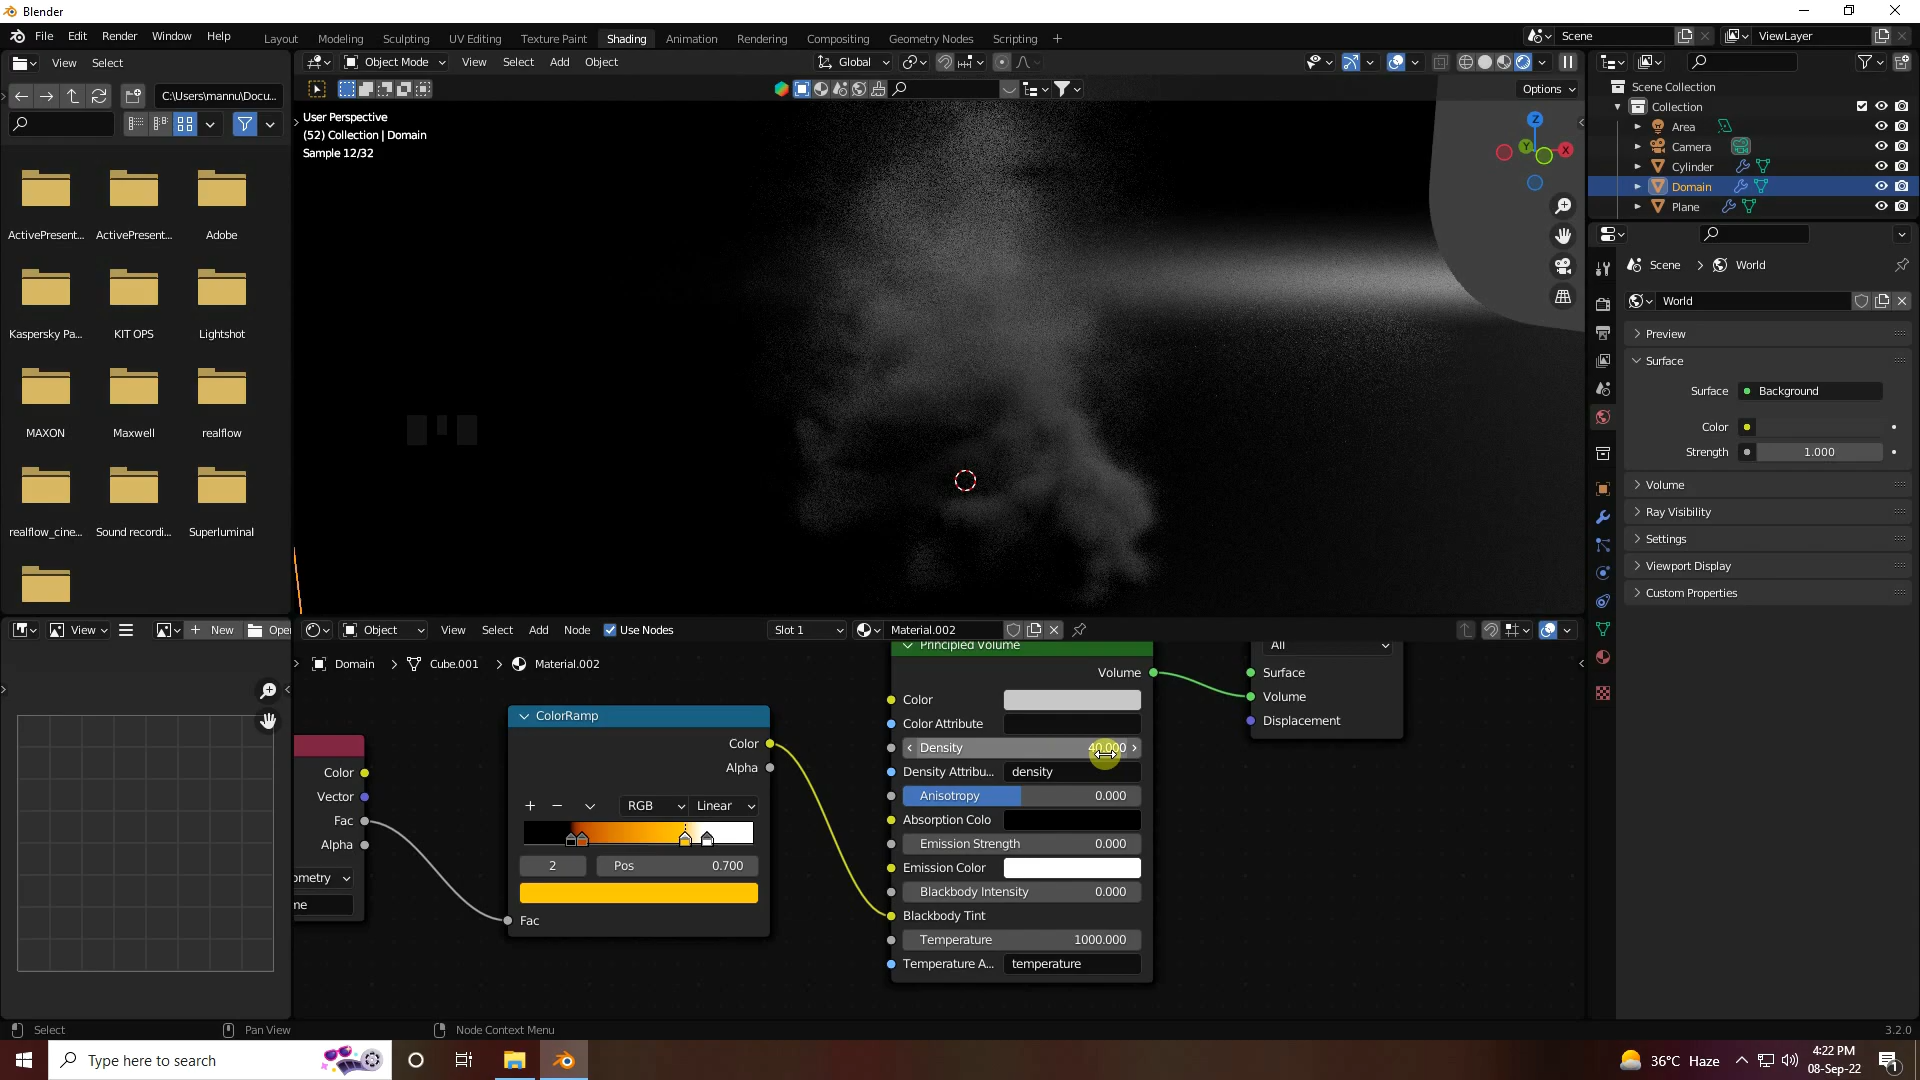 Blender
File Edit Render Window Help
Layout Modeling Sculpting UV Editing Texture Paint Shading Animation Rendering Compositing Geometry Nodes Scripting
Scene
ViewLayer
View Select
Object Mode View Select Add Object
Global
C:\Users\mannu\Docu...
Options
User Perspective
(52) Collection | Domain
Sample 12/32
Z
Y
X
Scene Collection
Collection
Area
Camera
Cylinder
Domain
Plane
ActivePresent... ActivePresent... Adobe
Kaspersky Pa... KIT OPS Lightshot
MAXON Maxwell realflow
realflow_cine... Sound recordi... Superluminal
Scene > World
World
Preview
Surface
Surface Background
Color
Strength 1.000
Volume
Ray Visibility
Settings
Viewport Display
Custom Properties
View New Open
Object View Select Add Node Use Nodes Slot 1 Material.002
Domain > Cube.001 > Material.002
Color
Vector
Fac
Alpha
ometry
me
ColorRamp
Color
Alpha
RGB Linear
2 Pos 0.700
Fac
Principled Volume
Volume
Color
Color Attribute
Density 40.000
Density Attribu... density
Anisotropy 0.000
Absorption Colo
Emission Strength 0.000
Emission Color
Blackbody Intensity 0.000
Blackbody Tint
Temperature 1000.000
Temperature A... temperature
All
Surface
Volume
Displacement
Select Pan View Node Context Menu 3.2.0
Type here to search
36°C Haze
4:22 PM
08-Sep-22
1